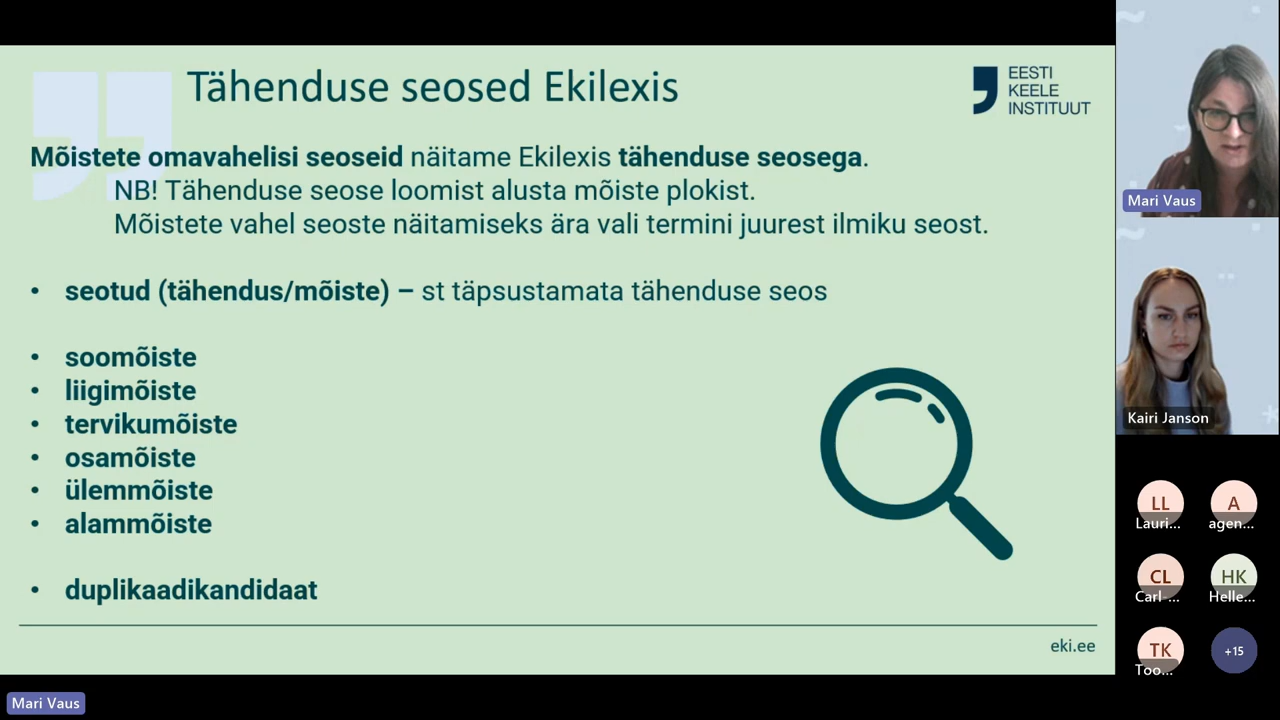 Tähenduse seosed Ekilexis
EESTI
KEELE
INSTITUUT
Mõistete omavahelisi seoseid näitame Ekilexis tähenduse seosega.
NB! Tähenduse seose loomist alusta mõiste plokist.
Mõistete vahel seoste näitamiseks ära vali termini juurest ilmiku seost.
• seotud (tähendus/mõiste) – st täpsustamata tähenduse seos
• soomõiste
• liigimõiste
• tervikumõiste
• osamõiste
• ülemmõiste
• alammõiste
• duplikaadikandidaat
eki.ee
Mari Vaus
Mari Vaus
Kairi Janson
LL
Lauri...
A
agen...
CL
Carl-...
HK
Helle...
TK
Too...
+15